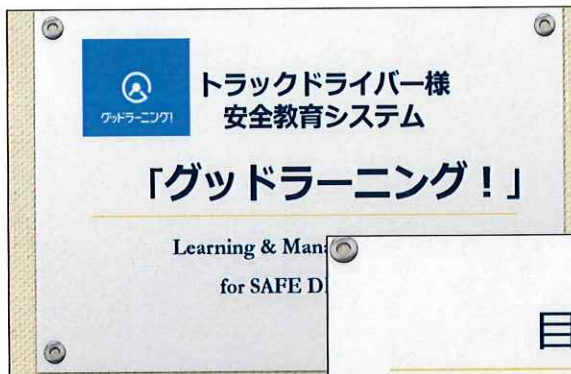 グッドラーニング!
トラックドライバー様
安全教育システム
「グッドラーニング！」
Learning &
for SAFE
目